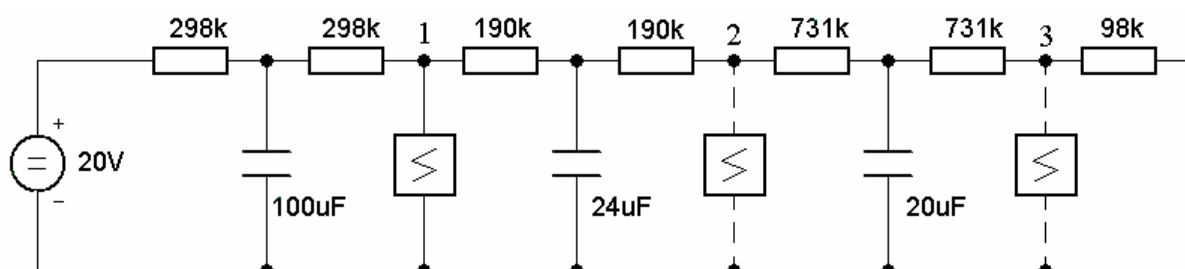 298k 298k 1 190k 190k 2 731k 731k 3 98k
+
= 20V
−
100uF 24uF 20uF